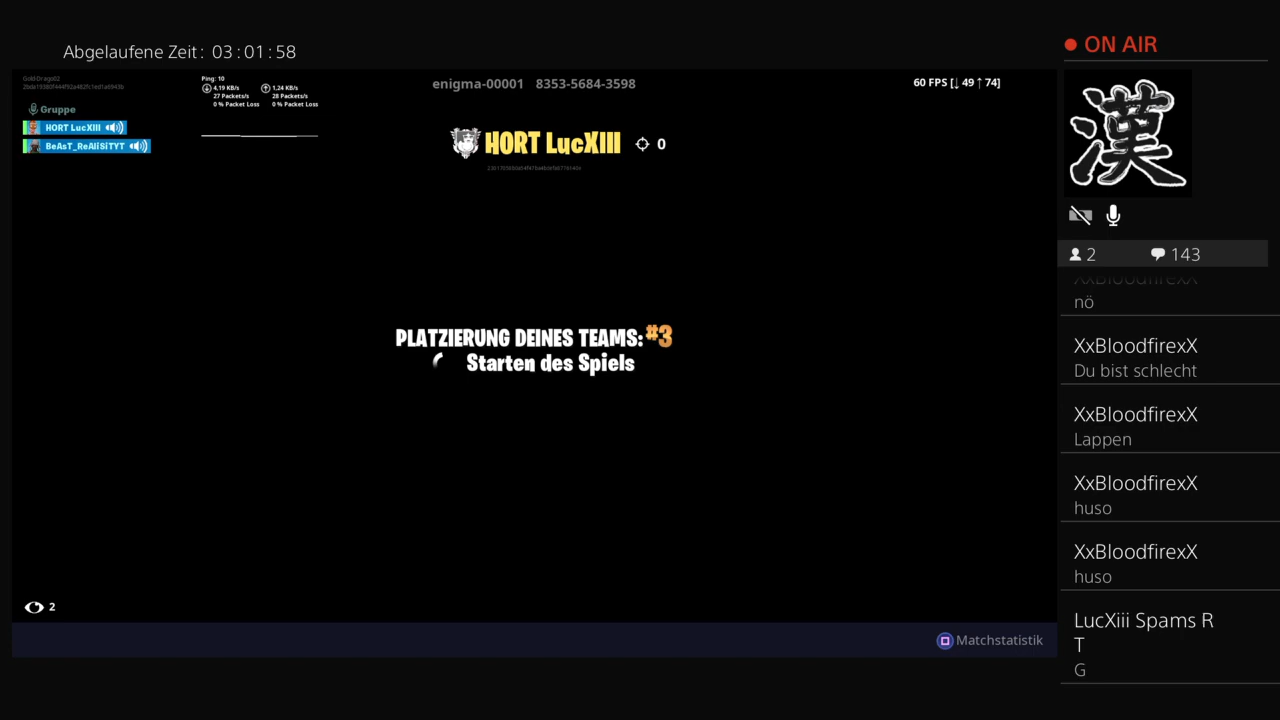 Abgelaufene Zeit: 03:01:58
ON AIR
漢
Gold-Drago02
Ping: 10
4,19 KB/s
27 Packets/s
0 % Packet Loss
1,24 KB/s
28 Packets/s
0 % Packet Loss
enigma-00001 8353-5684-3598
60 FPS [↓ 49 ↑ 74]
Gruppe
HORT LucXIII
BeAsT_ReAliSiTYT
HORT LucXIII 0
PLATZIERUNG DEINES TEAMS: #3
Starten des Spiels
2
Matchstatistik
2 143
XxBloodfirexX
nö
XxBloodfirexX
Du bist schlecht
XxBloodfirexX
Lappen
XxBloodfirexX
huso
XxBloodfirexX
huso
LucXiii Spams R
T
G